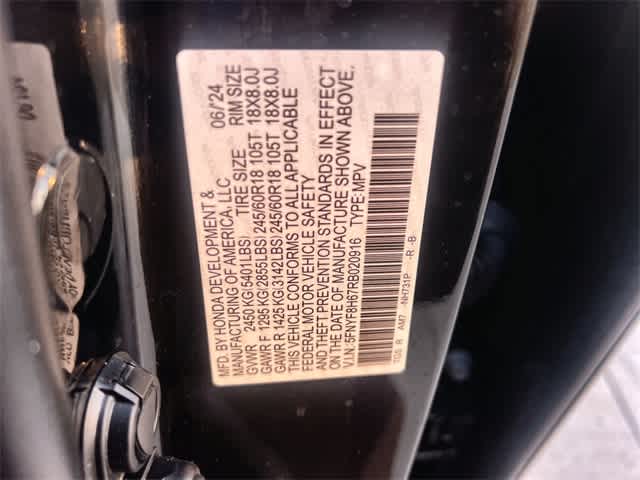 MFD. BY HONDA DEVELOPMENT & 06/24
MANUFACTURING OF AMERICA, LLC
TIRE SIZE RIM SIZE
GVWR 2450 KG(5401LBS)
GAWR F 1295 KG(2855LBS) 245/60R18 105T 18X8.0J
GAWR R 1425 KG(3142LBS) 245/60R18 105T 18X8.0J
THIS VEHICLE CONFORMS TO ALL APPLICABLE
FEDERAL MOTOR VEHICLE SAFETY
AND THEFT PREVENTION STANDARDS IN EFFECT
ON THE DATE OF MANUFACTURE SHOWN ABOVE.
V.I.N.: 5FNYF8H67RB020916 TYPE:MPV
TG8 R AM7 NH731P -R -B